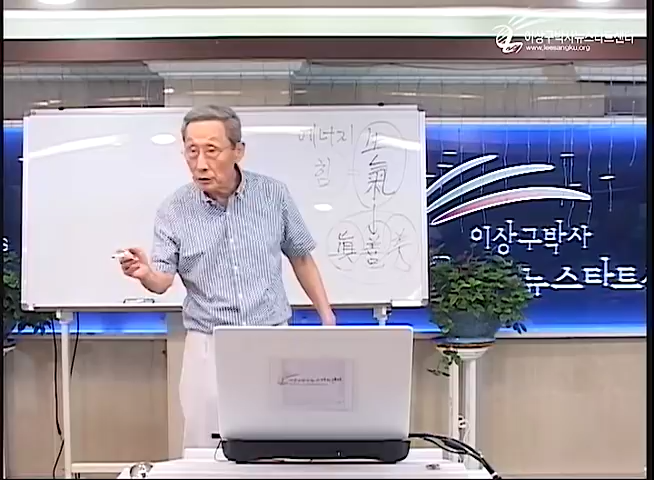 이상구박사뉴스타트센터
www.leesangku.org
에너지 生
힘 氣
眞 善 美
이상구박사
뉴스타트